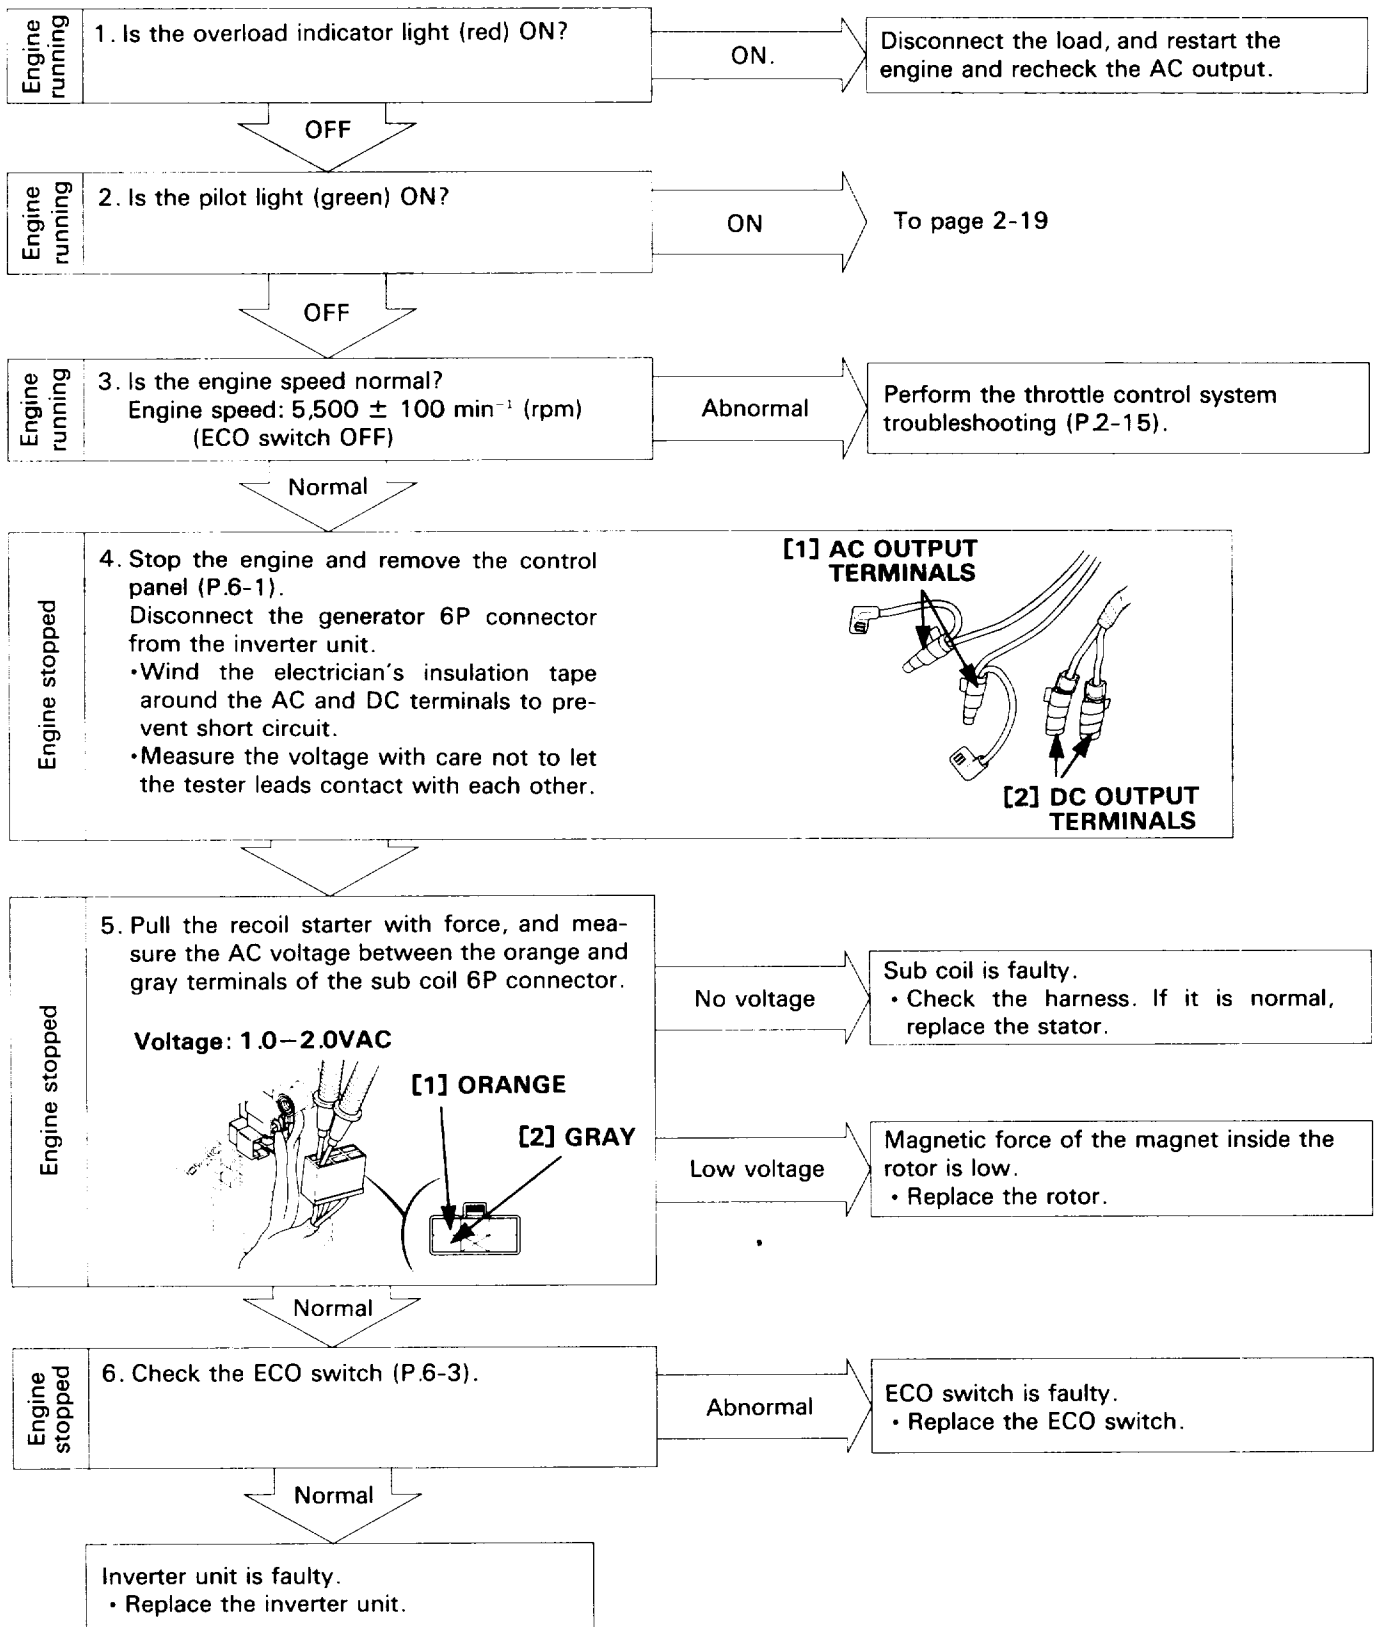 Engine running
1. Is the overload indicator light (red) ON?
ON.
Disconnect the load, and restart the
engine and recheck the AC output.
OFF
Engine running
2. Is the pilot light (green) ON?
ON
To page 2-19
OFF
Engine running
3. Is the engine speed normal?
Engine speed: 5,500 ± 100 min⁻¹ (rpm)
(ECO switch OFF)
Abnormal
Perform the throttle control system
troubleshooting (P.2-15).
Normal
Engine stopped
4. Stop the engine and remove the control
panel (P.6-1).
Disconnect the generator 6P connector
from the inverter unit.
•Wind the electrician's insulation tape
around the AC and DC terminals to pre-
vent short circuit.
•Measure the voltage with care not to let
the tester leads contact with each other.
[1] AC OUTPUT
TERMINALS
[2] DC OUTPUT
TERMINALS
Engine stopped
5. Pull the recoil starter with force, and mea-
sure the AC voltage between the orange and
gray terminals of the sub coil 6P connector.
Voltage: 1.0–2.0VAC
[1] ORANGE
[2] GRAY
No voltage
Sub coil is faulty.
• Check the harness. If it is normal,
replace the stator.
Low voltage
Magnetic force of the magnet inside the
rotor is low.
• Replace the rotor.
Normal
Engine stopped
6. Check the ECO switch (P.6-3).
Abnormal
ECO switch is faulty.
• Replace the ECO switch.
Normal
Inverter unit is faulty.
• Replace the inverter unit.